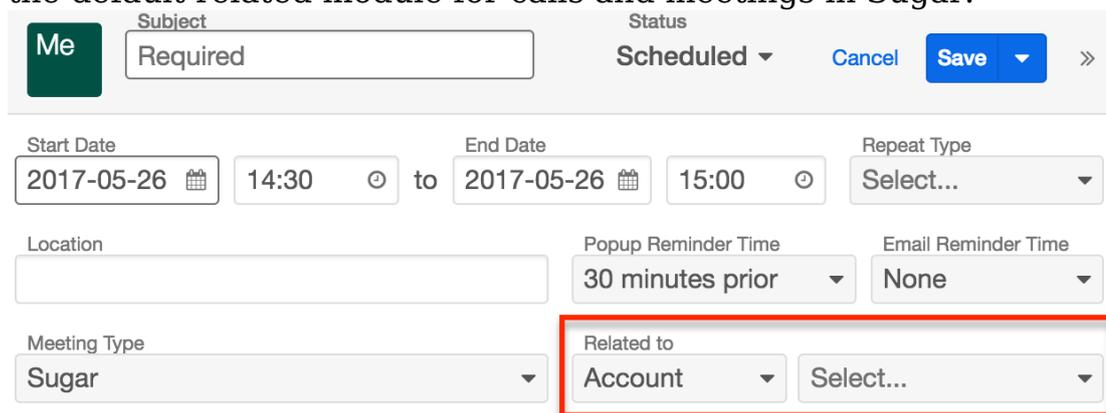 the default related module for calls and meetings in Sugar.
Subject Status
Me Required Scheduled Cancel Save
Start Date End Date Repeat Type
2017-05-26 14:30 to 2017-05-26 15:00 Select...
Location Popup Reminder Time Email Reminder Time
30 minutes prior None
Meeting Type Related to
Sugar Account Select...